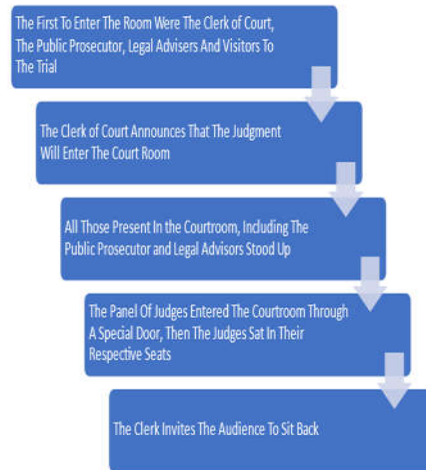 The First To Enter The Room Were The Clerk of Court,
The Public Prosecutor, Legal Advisers And Visitors To
The Trial
The Clerk of Court Announces That The Judgment
Will Enter The Court Room
All Those Present In the Courtroom, Including The
Public Prosecutor and Legal Advisors Stood Up
The Panel Of Judges Entered The Courtroom Through
A Special Door, Then The Judges Sat In Their
Respective Seats
The Clerk Invites The Audience To Sit Back